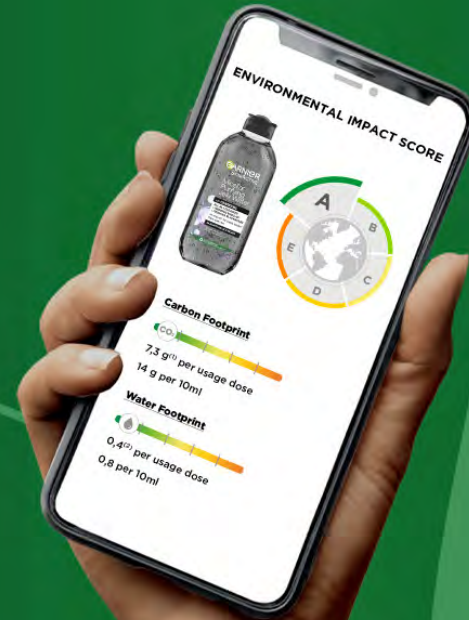 ENVIRONMENTAL IMPACT SCORE
GARNIER
A
B
C
D
E
Carbon Footprint
CO₂
7,3 g⁽¹⁾ per usage dose
14 g per 10ml
Water Footprint
0,4⁽²⁾ per usage dose
0,8 per 10ml